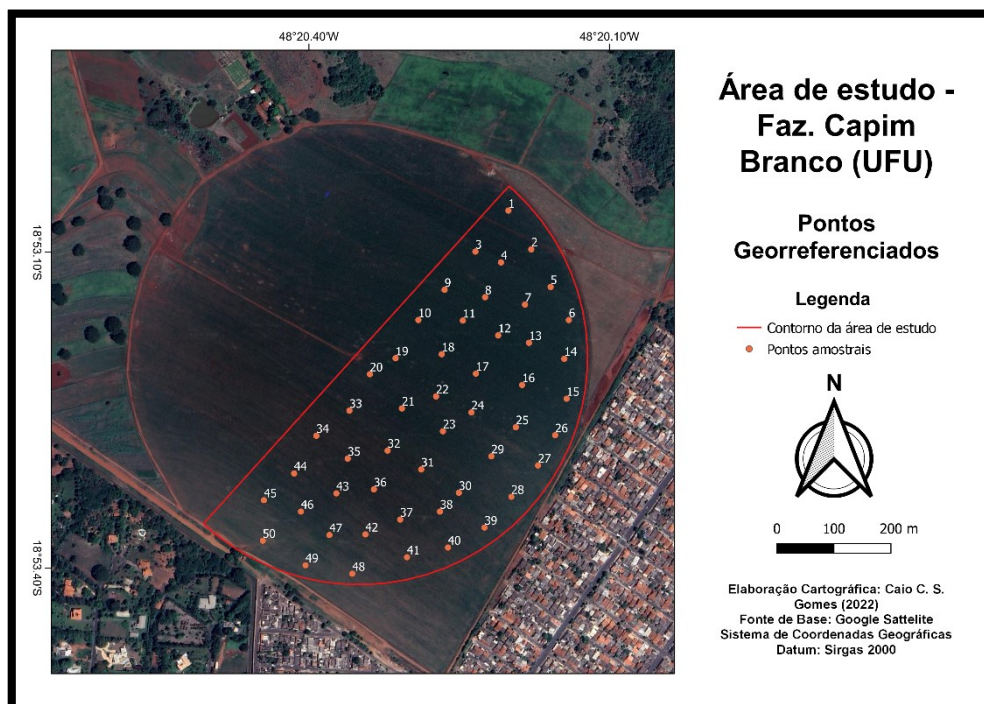 48°20.40'W
48°20.10'W
18°53.10'S
18°53.40'S
1
2
3
4
5
6
7
8
9
10
11
12
13
14
15
16
17
18
19
20
21
22
23
24
25
26
27
28
29
30
31
32
33
34
35
36
37
38
39
40
41
42
43
44
45
46
47
48
49
50
Área de estudo -
Faz. Capim
Branco (UFU)
Pontos
Georreferenciados
Legenda
Contorno da área de estudo
Pontos amostrais
N
0 100 200 m
Elaboração Cartográfica: Caio C. S.
Gomes (2022)
Fonte de Base: Google Sattelite
Sistema de Coordenadas Geográficas
Datum: Sirgas 2000